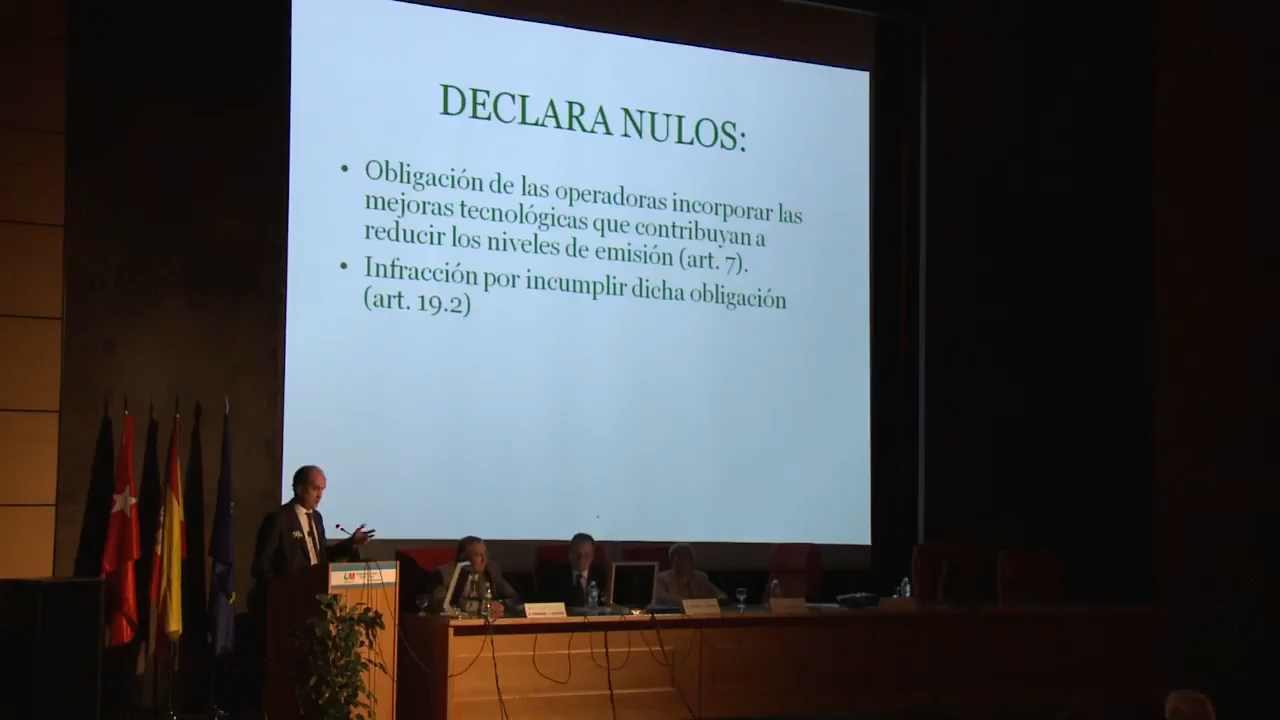 DECLARA NULOS:
• Obligación de las operadoras incorporar las
mejoras tecnológicas que contribuyan a
reducir los niveles de emisión (art. 7).
• Infracción por incumplir dicha obligación
(art. 19.2)